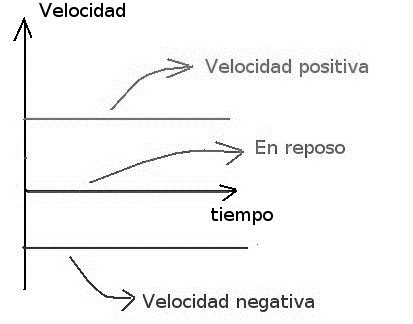 Velocidad
Velocidad positiva
En reposo
tiempo
Velocidad negativa